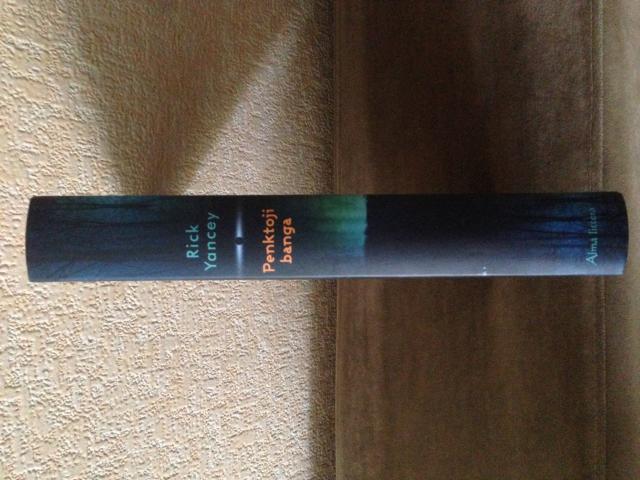 Rick
Yancey
Penktoji
banga
Alma littera